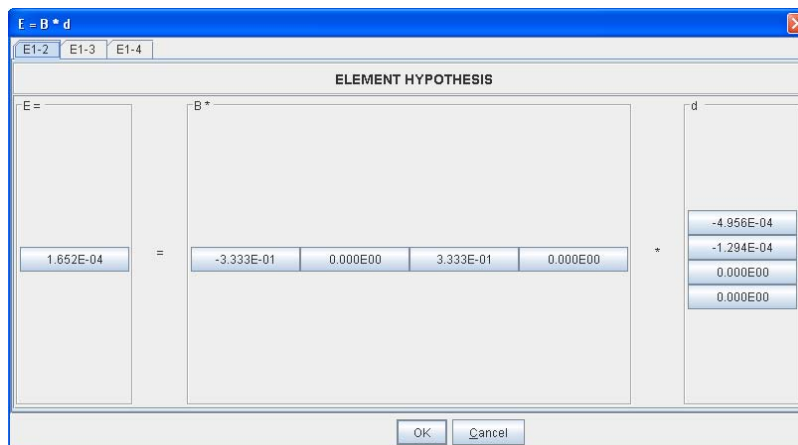 E = B * d
E1-2 E1-3 E1-4
ELEMENT HYPOTHESIS
E = B * d
-4.956E-04
-1.294E-04
1.652E-04 = -3.333E-01 0.000E00 3.333E-01 0.000E00 *
0.000E00
0.000E00
OK Cancel